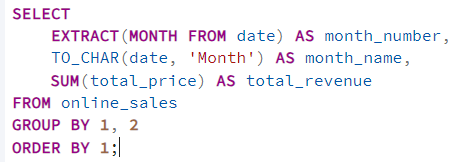 SELECT
EXTRACT(MONTH FROM date) AS month_number,
TO_CHAR(date, 'Month') AS month_name,
SUM(total_price) AS total_revenue
FROM online_sales
GROUP BY 1, 2
ORDER BY 1;